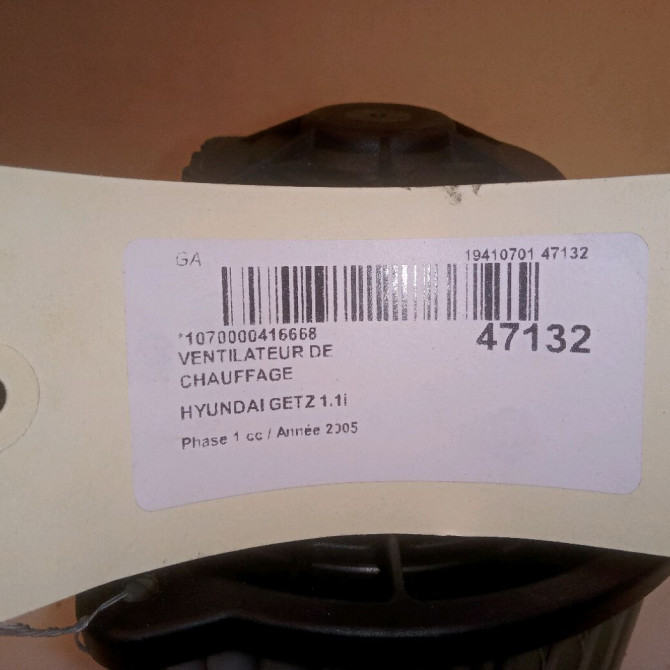 GA
19410701 47132
*1070000416668
47132
VENTILATEUR DE
CHAUFFAGE
HYUNDAI GETZ 1.1i
Phase 1 cc / Année 2005